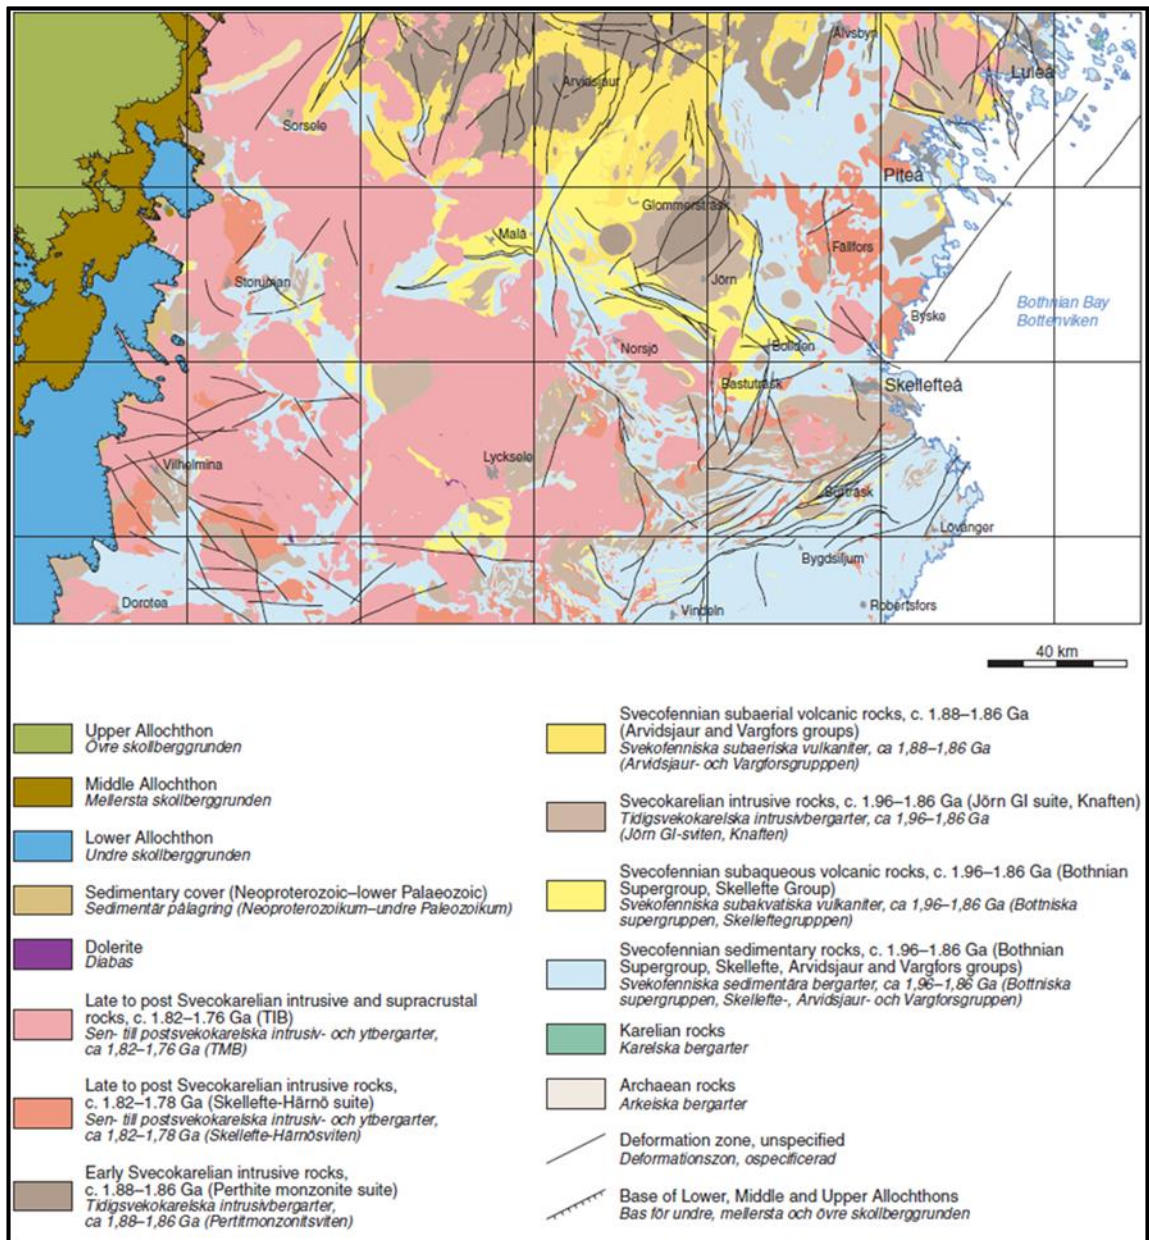 Älvsbyn
Luleå
Arvidsjaur
Sorsele
Piteå
Glommersträsk
Malå
Fällfors
Storuman
Jörn
Bothnian Bay
Bottenviken
Byske
Norsjö
Boliden
Bastuträsk
Skellefteå
Vilhelmina
Lycksele
Burträsk
Lövånger
Bygdsiljum
Dorotea
Vindeln
Robertsfors
40 km
Upper Allochthon
Övre skollberggrunden
Middle Allochthon
Mellersta skollberggrunden
Lower Allochthon
Undre skollberggrunden
Sedimentary cover (Neoproterozoic–lower Palaeozoic)
Sedimentär pålagring (Neoproterozoikum–undre Paleozoikum)
Dolerite
Diabas
Late to post Svecokarelian intrusive and supracrustal
rocks, c. 1.82–1.76 Ga (TIB)
Sen- till postsvekokarelska intrusiv- och ytbergarter,
ca 1,82–1,76 Ga (TMB)
Late to post Svecokarelian intrusive rocks,
c. 1.82–1.78 Ga (Skellefte-Härnö suite)
Sen- till postsvekokarelska intrusiv- och ytbergarter,
ca 1,82–1,78 Ga (Skellefte-Härnösviten)
Early Svecokarelian intrusive rocks,
c. 1.88–1.86 Ga (Perthite monzonite suite)
Tidigsvekokarelska intrusivbergarter,
ca 1,88–1,86 Ga (Pertitmonzonitsviten)
Svecofennian subaerial volcanic rocks, c. 1.88–1.86 Ga
(Arvidsjaur and Vargfors groups)
Svekofenniska subaeriska vulkaniter, ca 1,88–1,86 Ga
(Arvidsjaur- och Vargforsgrupppen)
Svecokarelian intrusive rocks, c. 1.96–1.86 Ga (Jörn GI suite, Knaften)
Tidigsvekokarelska intrusivbergarter, ca 1,96–1,86 Ga
(Jörn GI-sviten, Knaften)
Svecofennian subaqueous volcanic rocks, c. 1.96–1.86 Ga (Bothnian
Supergroup, Skellefte Group)
Svekofenniska subakvatiska vulkaniter, ca 1,96–1,86 Ga (Bottniska
supergruppen, Skelleftegrupppen)
Svecofennian sedimentary rocks, c. 1.96–1.86 Ga (Bothnian
Supergroup, Skellefte, Arvidsjaur and Vargfors groups)
Svekofenniska sedimentära bergarter, ca 1,96–1,86 Ga (Bottniska
supergruppen, Skellefte-, Arvidsjaur- och Vargforsgruppen)
Karelian rocks
Karelska bergarter
Archaean rocks
Arkeiska bergarter
Deformation zone, unspecified
Deformationszon, ospecificerad
Base of Lower, Middle and Upper Allochthons
Bas för undre, mellersta och övre skollberggrunden